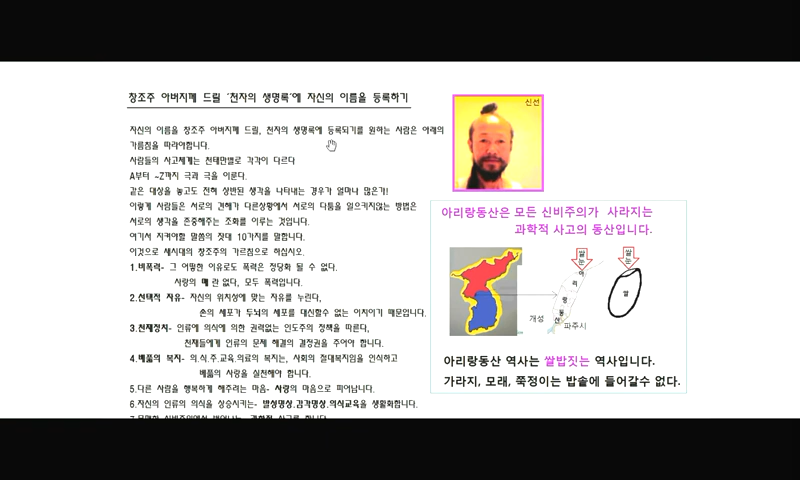 창조주 아버지께 드릴 '천자의 생명록'에 자신의 이름을 등록하기
자신의 이름을 창조주 아버지께 드릴, 천자의 생명록에 등록되기를 원하는 사람은 아래의
가름침을 따라야합니다.
사람들의 사고체계는 천태만별로 각각이 다르다
A부터 ~Z까지 극과 극을 이룬다.
같은 대상을 놓고도 전혀 상반된 생각을 나타내는 경우가 얼마나 많은가!
이렇게 사람들은 서로의 견해가 다른상황에서 서로의 다툼을 일으키지않는 방법은
서로의 생각을 존중해주는 조화를 이루는 것입니다.
여기서 지켜야할 말씀의 잣대 10가지를 말합니다.
이것으로 새시대의 창조주의 가르침으로 하십시오.
1.비폭력- 그 어떤한 이유로도 폭력은 정당화 될 수 없다.
사랑의 매 란 없다, 모두 폭력입니다.
2.선택적 자유- 자신의 위치성에 맞는 자유를 누린다,
손의 세포가 두뇌의 세포를 대신할수 없는 이치이기 때문입니다.
3.천재정치- 인류에 의식에 의한 권력없는 인도주의 정책을 따른다,
천재들에게 인류의 문제 해결의 결정권을 주어야 합니다.
4.베풂의 복지- 의.식.주.교육.의료의 복지는, 사회의 절대복지임을 인식하고
베풂의 사랑을 실천해야 합니다.
5.다른 사람을 행복하게 해주려는 마음- 사랑의 마음으로 피어납니다.
6.자신의 인류의 의식을 상승시키는- 발성명상.감각명상.의식교육을 생활화합니다.
신선
아리랑동산은 모든 신비주의가 사라지는
과학적 사고의 동산입니다.
쌀눈
아리랑동산
개성
파주시
쌀눈
쌀
아리랑동산 역사는 쌀밥짓는 역사입니다.
가라지, 모래, 쭉정이는 밥솥에 들어갈수 없다.